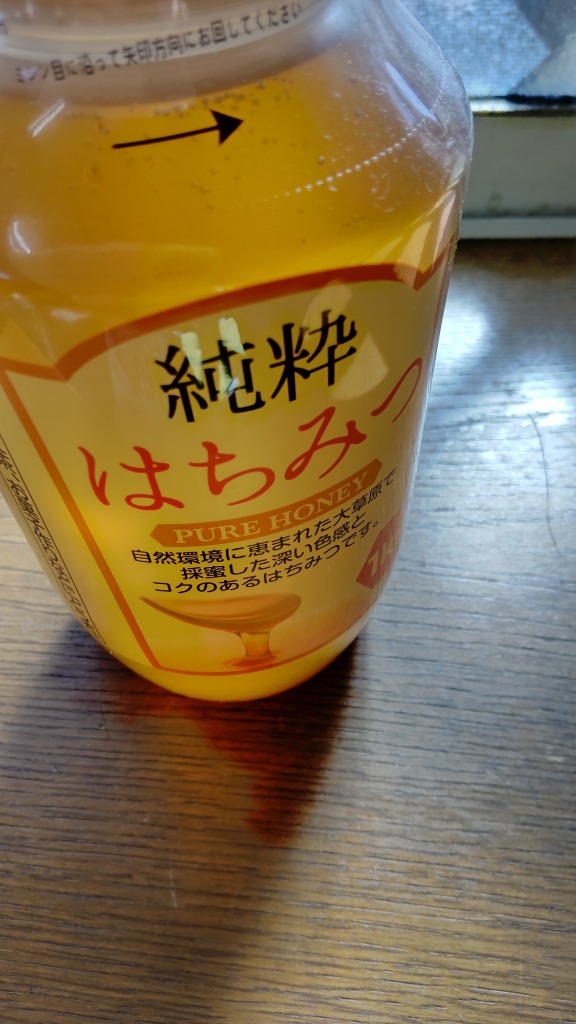 ミシン目に沿って矢印方向にお回してください
純粋
はちみつ
PURE HONEY
自然環境に恵まれた大草原で
採蜜した深い色感と
コクのあるはちみつです。